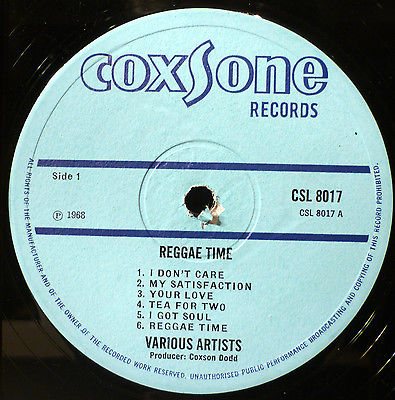 coxsone
RECORDS
Side 1
CSL 8017
℗ 1968
CSL 8017 A
REGGAE TIME
1. I DON'T CARE
2. MY SATISFACTION
3. YOUR LOVE
4. TEA FOR TWO
5. I GOT SOUL
6. REGGAE TIME
VARIOUS ARTISTS
Producer: Coxson Dodd
ALL RIGHTS OF THE MANUFACTURER AND OF THE OWNER OF THE RECORDED WORK RESERVED. UNAUTHORISED PUBLIC PERFORMANCE BROADCASTING AND COPYING OF THIS RECORD PROHIBITED.